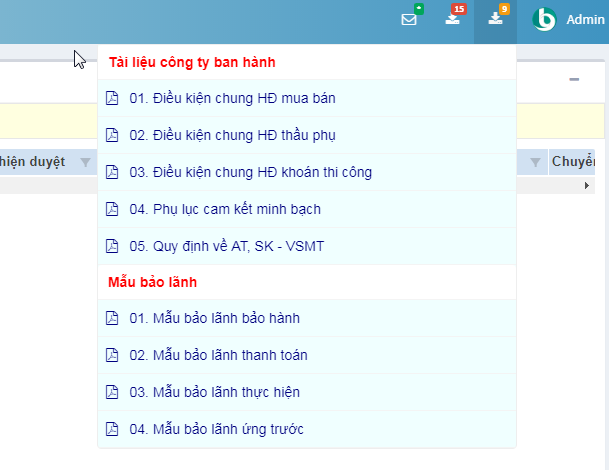 15
9
Admin
Tài liệu công ty ban hành
01. Điều kiện chung HĐ mua bán
02. Điều kiện chung HĐ thầu phụ
hiện duyệt
Chuyển
03. Điều kiện chung HĐ khoán thi công
04. Phụ lục cam kết minh bạch
05. Quy định về AT, SK - VSMT
Mẫu bảo lãnh
01. Mẫu bảo lãnh bảo hành
02. Mẫu bảo lãnh thanh toán
03. Mẫu bảo lãnh thực hiện
04. Mẫu bảo lãnh ứng trước